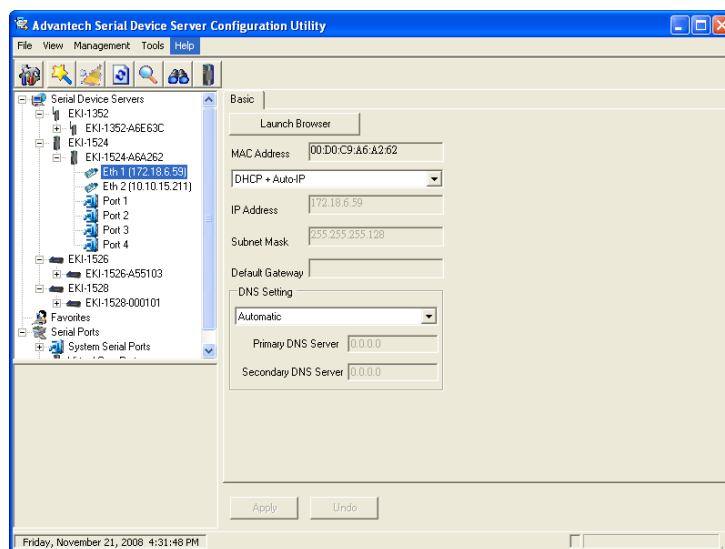 Advantech Serial Device Server Configuration Utility
File View Management Tools Help
Serial Device Servers
EKI-1352
EKI-1352-A6E63C
EKI-1524
EKI-1524-A6A262
Eth 1 (172.18.6.59)
Eth 2 (10.10.15.211)
Port 1
Port 2
Port 3
Port 4
EKI-1526
EKI-1526-A55103
EKI-1528
EKI-1528-000101
Favorites
Serial Ports
System Serial Ports
Basic
Launch Browser
MAC Address 00:D0:C9:A6:A2:62
DHCP + Auto-IP
IP Address 172.18.6.59
Subnet Mask 255.255.255.128
Default Gateway
DNS Setting
Automatic
Primary DNS Server 0.0.0.0
Secondary DNS Server 0.0.0.0
Apply Undo
Friday, November 21, 2008 4:31:48 PM